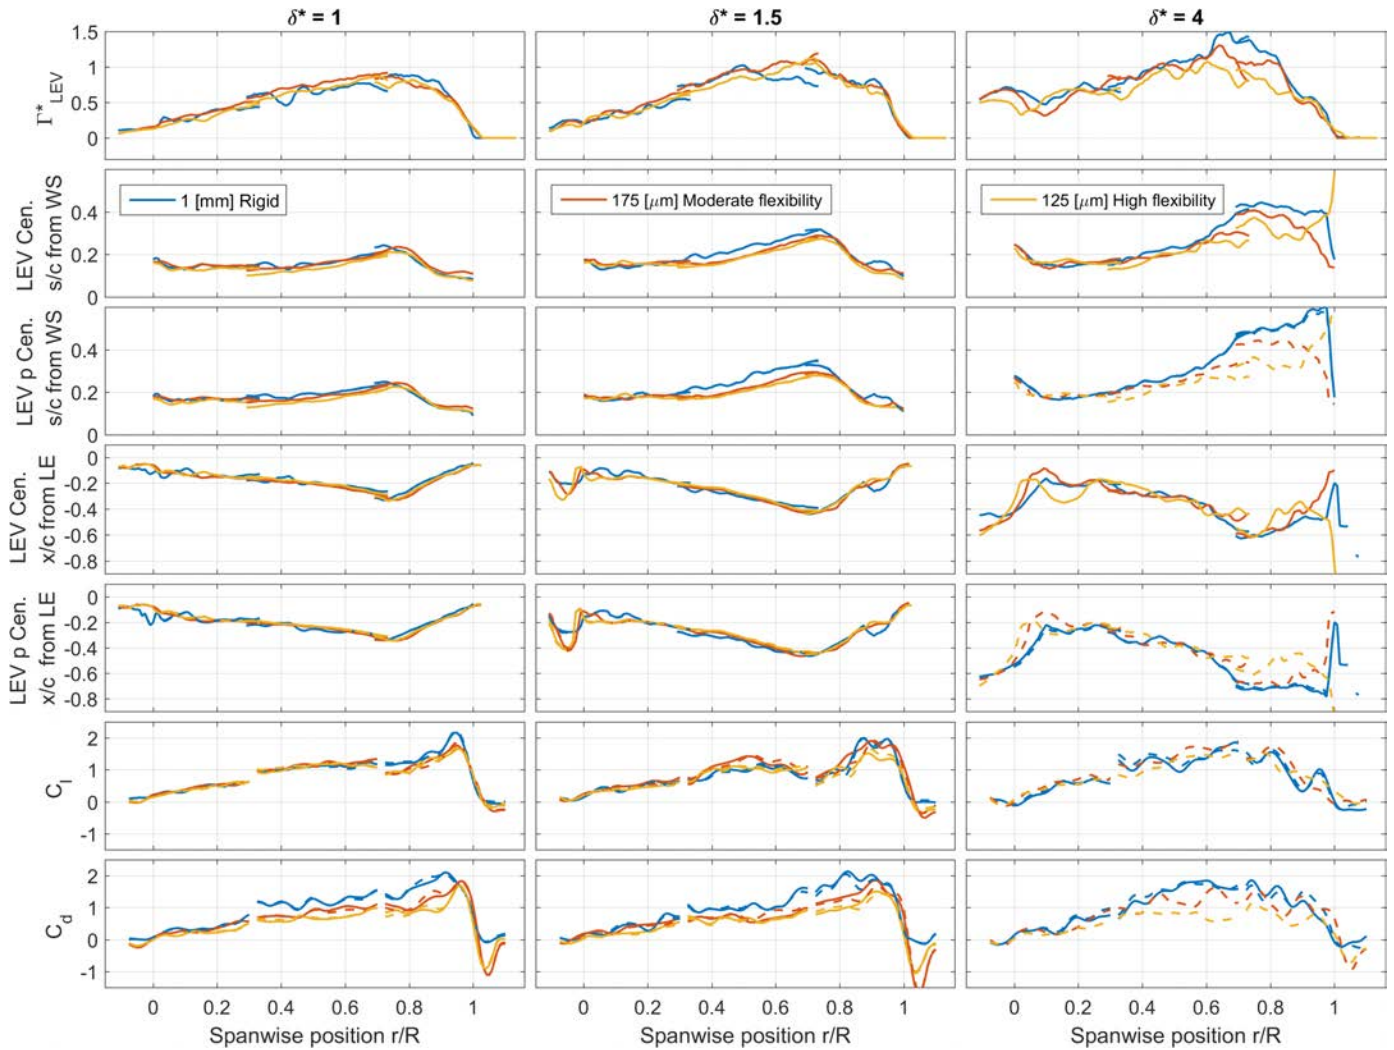 δ* = 1 δ* = 1.5 δ* = 4
Γ*LEV
1.5
1
0.5
0
LEV Cen.
s/c from WS
0.4
0.2
0
1 [mm] Rigid
175 [μm] Moderate flexibility
125 [μm] High flexibility
LEV p Cen.
s/c from WS
0.4
0.2
0
LEV Cen.
x/c from LE
0
-0.2
-0.4
-0.6
-0.8
LEV p Cen.
x/c from LE
0
-0.2
-0.4
-0.6
-0.8
Cl
2
1
0
-1
Cd
2
1
0
-1
0 0.2 0.4 0.6 0.8 1 0 0.2 0.4 0.6 0.8 1 0 0.2 0.4 0.6 0.8 1
Spanwise position r/R Spanwise position r/R Spanwise position r/R